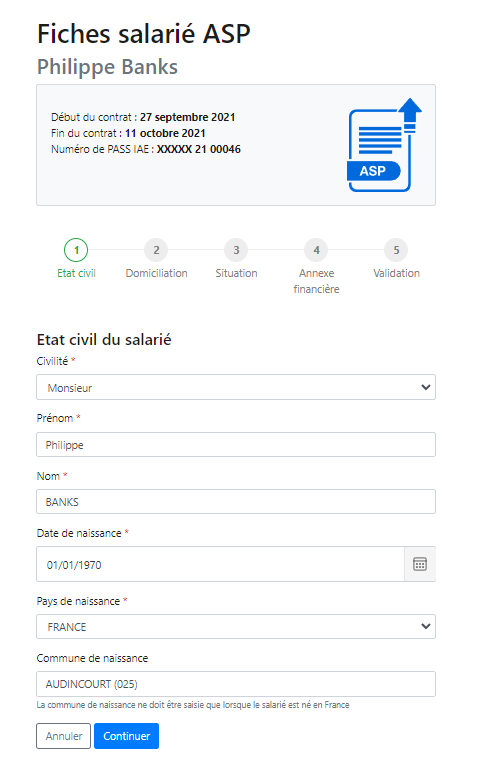 Fiches salarié ASP
Philippe Banks
Début du contrat : 27 septembre 2021
Fin du contrat : 11 octobre 2021
Numéro de PASS IAE : XXXXX 21 00046
ASP
1 2 3 4 5
Etat civil Domiciliation Situation Annexe financière Validation
Etat civil du salarié
Civilité *
Monsieur
Prénom *
Philippe
Nom *
BANKS
Date de naissance *
01/01/1970
Pays de naissance *
FRANCE
Commune de naissance
AUDINCOURT (025)
La commune de naissance ne doit être saisie que lorsque le salarié est né en France
Annuler Continuer